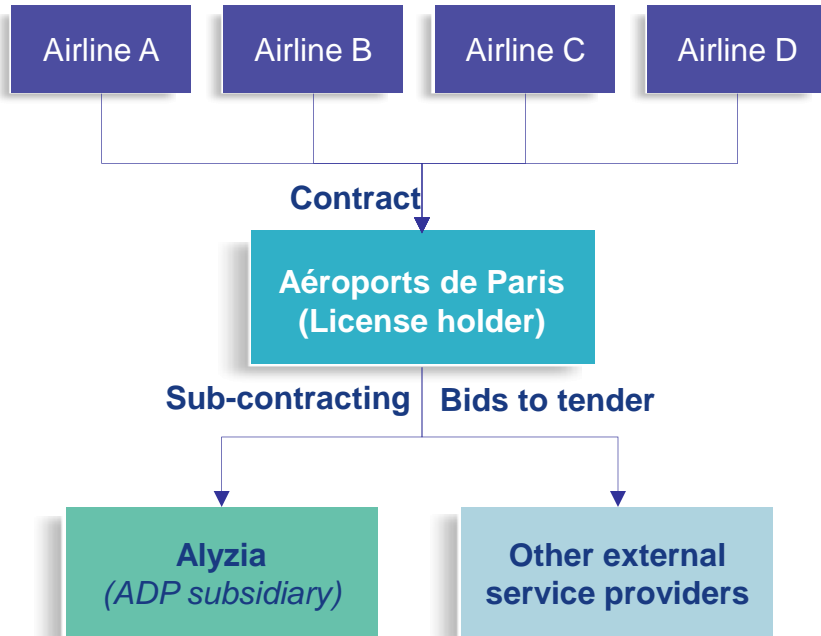 Airline A
Airline B
Airline C
Airline D
Contract
Aéroports de Paris
(License holder)
Sub-contracting
Bids to tender
Alyzia
(ADP subsidiary)
Other external
service providers